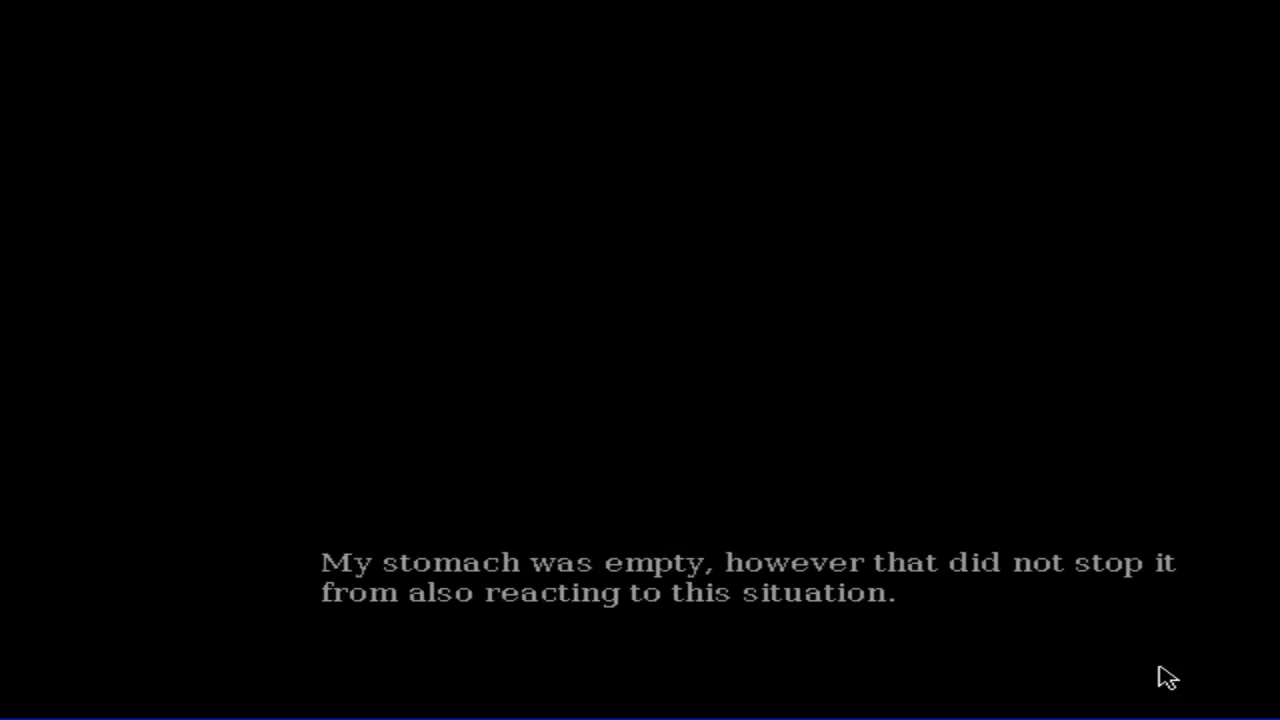 My stomach was empty, however that did not stop it
from also reacting to this situation.